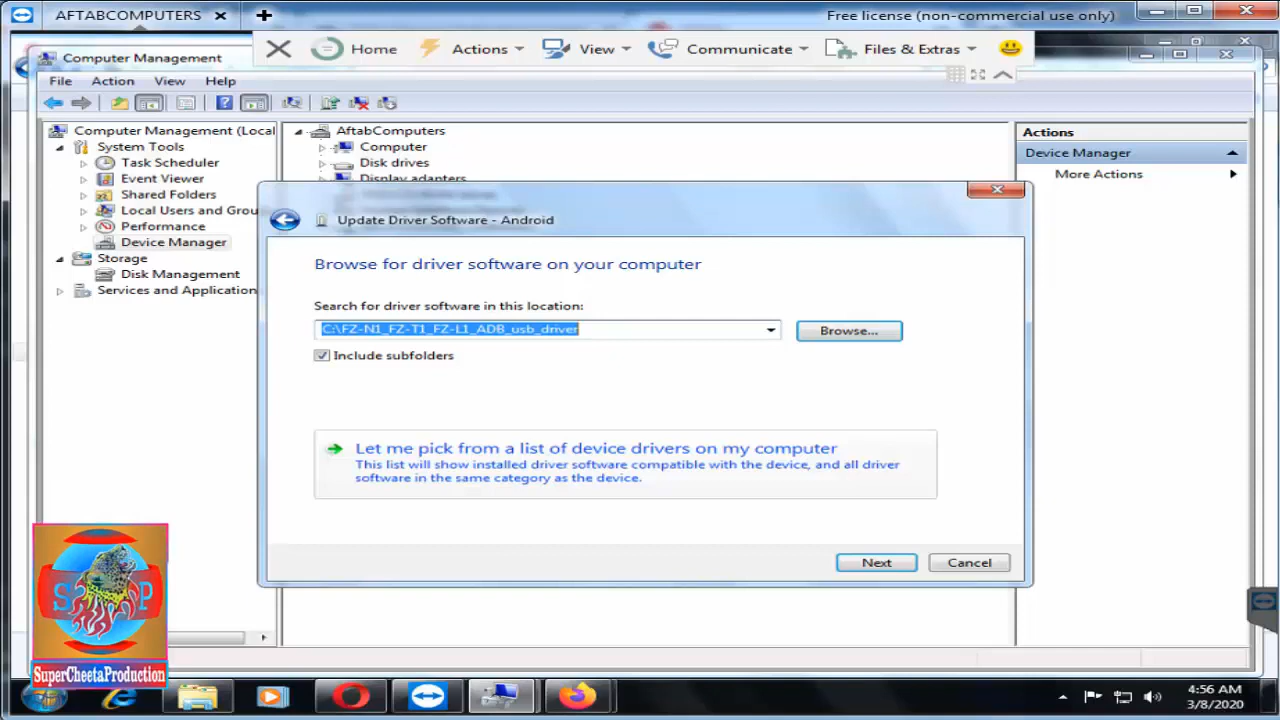 AFTABCOMPUTERS
Free license (non-commercial use only)
Home
Actions
View
Communicate
Files & Extras
Computer Management
File Action View Help
Computer Management (Local
System Tools
Task Scheduler
Event Viewer
Shared Folders
Local Users and Grou
Performance
Device Manager
Storage
Disk Management
Services and Application
AftabComputers
Computer
Disk drives
Display adapters
Actions
Device Manager
More Actions
Update Driver Software - Android
Browse for driver software on your computer
Search for driver software in this location:
C:\FZ-N1_FZ-T1_FZ-L1_ADB_usb_driver
Browse...
Include subfolders
Let me pick from a list of device drivers on my computer
This list will show installed driver software compatible with the device, and all driver
software in the same category as the device.
Next
Cancel
S P
SuperCheetaProduction
4:56 AM
3/8/2020